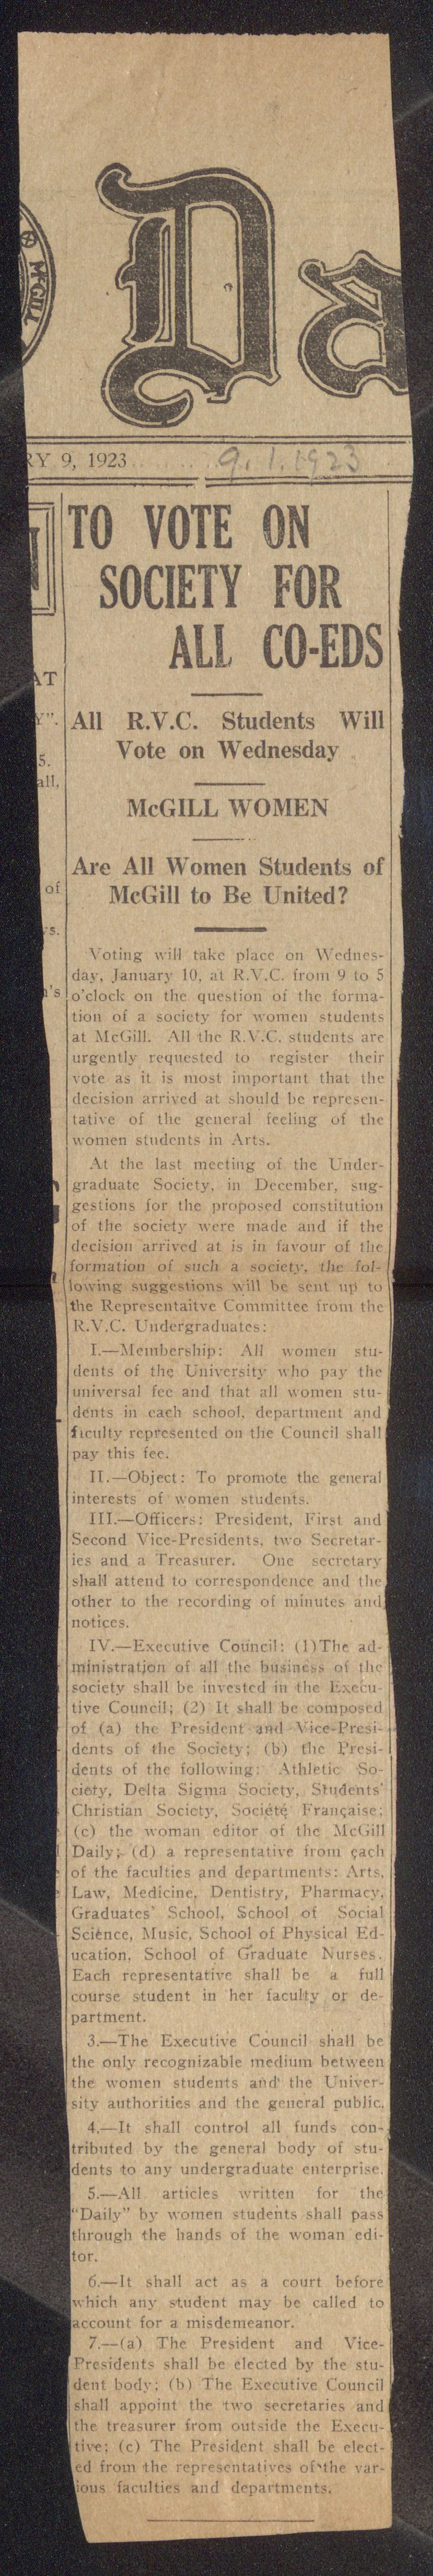 McGILL
Da
RY 9, 1923
9.1.1923
TO VOTE ON
SOCIETY FOR
ALL CO-EDS
AT
Y".
5.
all,
of
ys.
n's
All R.V.C. Students Will
Vote on Wednesday
McGILL WOMEN
Are All Women Students of
McGill to Be United?
Voting will take place on Wednes-
day, January 10, at R.V.C. from 9 to 5
o'clock on the question of the forma-
tion of a society for women students
at McGill. All the R.V.C. students are
urgently requested to register their
vote as it is most important that the
decision arrived at should be represen-
tative of the general feeling of the
women students in Arts.
At the last meeting of the Under-
graduate Society, in December, sug-
gestions for the proposed constitution
of the society were made and if the
decision arrived at is in favour of the
formation of such a society, the fol-
lowing suggestions will be sent up to
the Representaitve Committee from the
R.V.C. Undergraduates:
I.—Membership: All women stu-
dents of the University who pay the
universal fee and that all women stu-
dents in each school, department and
ficulty represented on the Council shall
pay this fee.
II.—Object: To promote the general
interests of women students.
III.—Officers: President, First and
Second Vice-Presidents, two Secretar-
ies and a Treasurer. One secretary
shall attend to correspondence and the
other to the recording of minutes and
notices.
IV.—Executive Council: (1)The ad-
ministration of all the business of the
society shall be invested in the Execu-
tive Council; (2) It shall be composed
of (a) the President and Vice-Presi-
dents of the Society; (b) the Presi-
dents of the following: Athletic So-
ciety, Delta Sigma Society, Students'
Christian Society, Société Française;
(c) the woman editor of the McGill
Daily; (d) a representative from each
of the faculties and departments: Arts,
Law, Medicine, Dentistry, Pharmacy,
Graduates' School, School of Social
Science, Music, School of Physical Ed-
ucation, School of Graduate Nurses.
Each representative shall be a full
course student in her faculty or de-
partment.
3.—The Executive Council shall be
the only recognizable medium between
the women students and the Univer-
sity authorities and the general public.
4.—It shall control all funds con-
tributed by the general body of stu-
dents to any undergraduate enterprise.
5.—All articles written for the
"Daily" by women students shall pass
through the hands of the woman edi-
tor.
6.—It shall act as a court before
which any student may be called to
account for a misdemeanor.
7.—(a) The President and Vice-
Presidents shall be elected by the stu-
dent body; (b) The Executive Council
shall appoint the two secretaries and
the treasurer from outside the Execu-
tive; (c) The President shall be elect-
ed from the representatives of the var-
ious faculties and departments.